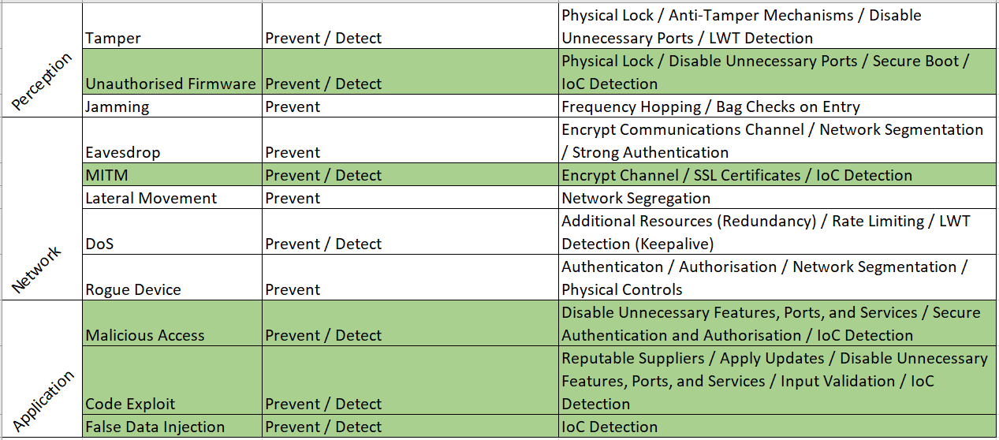 Perception
Tamper
Prevent / Detect
Physical Lock / Anti-Tamper Mechanisms / Disable
Unnecessary Ports / LWT Detection
Unauthorised Firmware
Prevent / Detect
Physical Lock / Disable Unnecessary Ports / Secure Boot /
IoC Detection
Jamming
Prevent
Frequency Hopping / Bag Checks on Entry
Network
Eavesdrop
Prevent
Encrypt Communications Channel / Network Segmentation
/ Strong Authentication
MITM
Prevent / Detect
Encrypt Channel / SSL Certificates / IoC Detection
Lateral Movement
Prevent
Network Segregation
DoS
Prevent / Detect
Additional Resources (Redundancy) / Rate Limiting / LWT
Detection (Keepalive)
Rogue Device
Prevent
Authenticaton / Authorisation / Network Segmentation /
Physical Controls
Application
Malicious Access
Prevent / Detect
Disable Unnecessary Features, Ports, and Services / Secure
Authentication and Authorisation / IoC Detection
Code Exploit
Prevent / Detect
Reputable Suppliers / Apply Updates / Disable Unnecessary
Features, Ports, and Services / Input Validation / IoC
Detection
False Data Injection
Prevent / Detect
IoC Detection